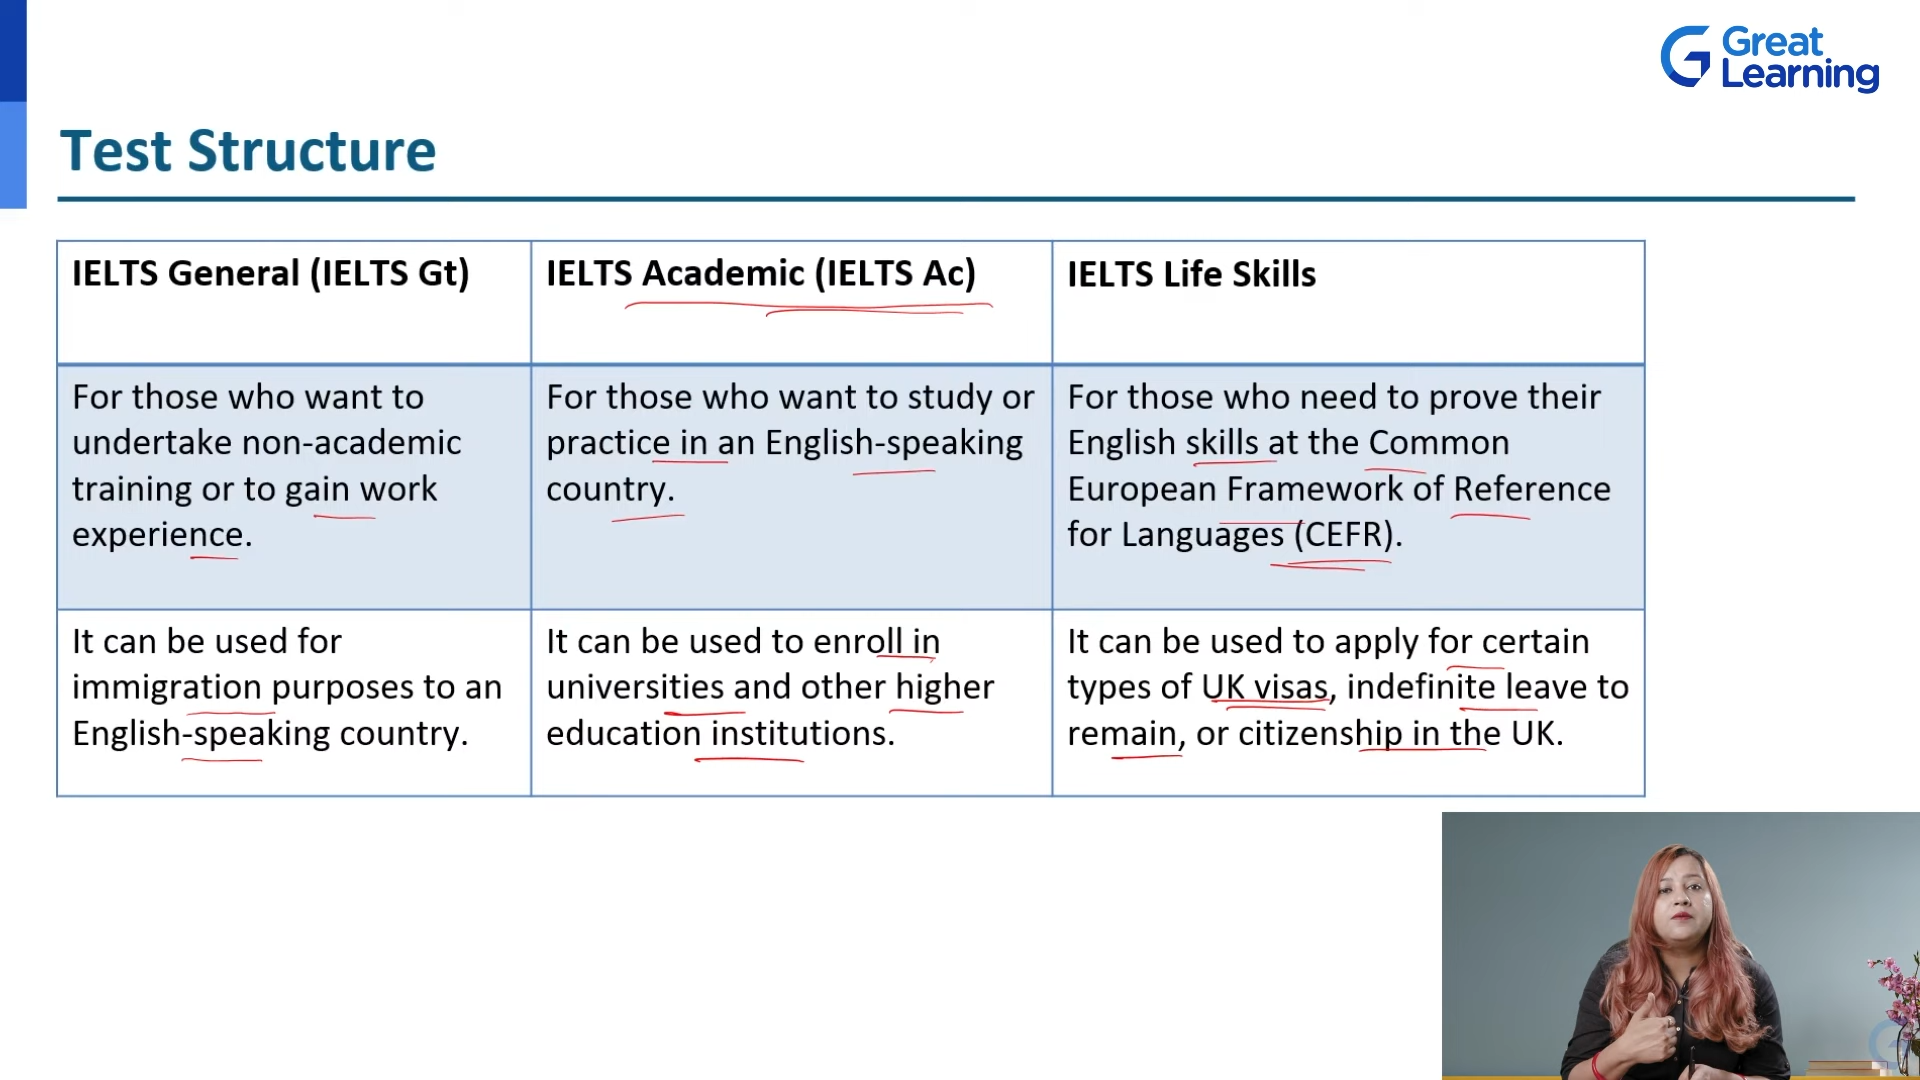 Great
Learning
Test Structure
IELTS General (IELTS Gt)
IELTS Academic (IELTS Ac)
IELTS Life Skills
For those who want to
undertake non-academic
training or to gain work
experience.
For those who want to study or
practice in an English-speaking
country.
For those who need to prove their
English skills at the Common
European Framework of Reference
for Languages (CEFR).
It can be used for
immigration purposes to an
English-speaking country.
It can be used to enroll in
universities and other higher
education institutions.
It can be used to apply for certain
types of UK visas, indefinite leave to
remain, or citizenship in the UK.